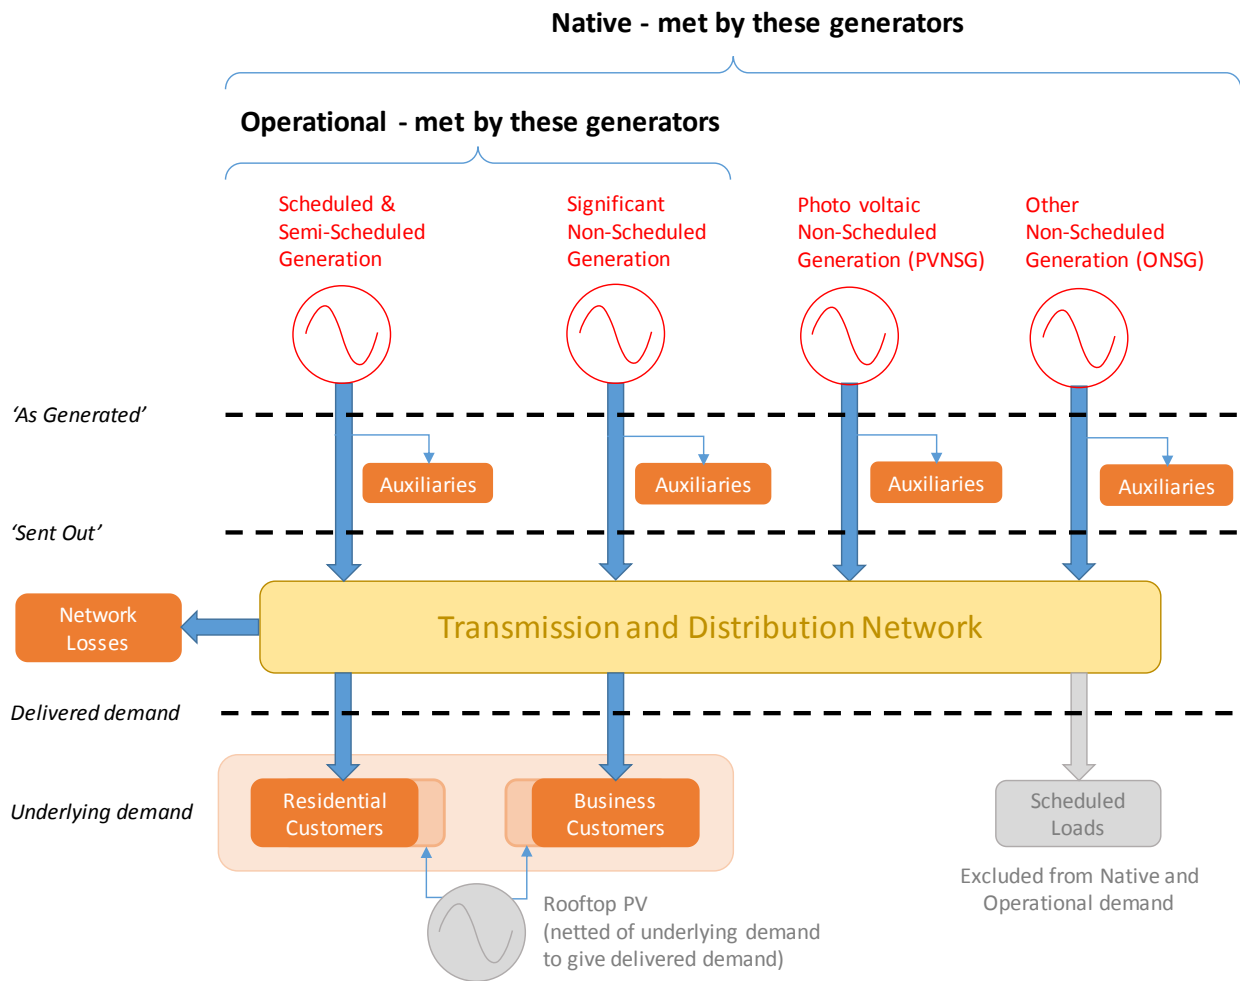 Native - met by these generators
Operational - met by these generators
Scheduled &
Semi-Scheduled
Generation
Significant
Non-Scheduled
Generation
Photo voltaic
Non-Scheduled
Generation (PVNSG)
Other
Non-Scheduled
Generation (ONSG)
‘As Generated’
Auxiliaries
Auxiliaries
Auxiliaries
Auxiliaries
‘Sent Out’
Network
Losses
Transmission and Distribution Network
Delivered demand
Underlying demand
Residential
Customers
Business
Customers
Scheduled
Loads
Excluded from Native and
Operational demand
Rooftop PV
(netted of underlying demand
to give delivered demand)